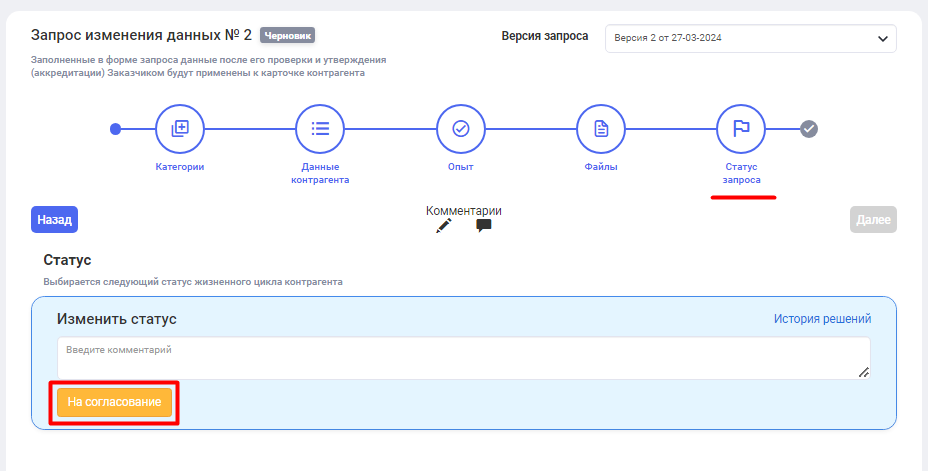 Запрос изменения данных № 2 Черновик
Версия запроса
Версия 2 от 27-03-2024
Заполненные в форме запроса данные после его проверки и утверждения
(аккредитации) Заказчиком будут применены к карточке контрагента
Категории
Данные
контрагента
Опыт
Файлы
Статус
запроса
Назад
Комментарии
Далее
Статус
Выбирается следующий статус жизненного цикла контрагента
Изменить статус
История решений
Введите комментарий
На согласование